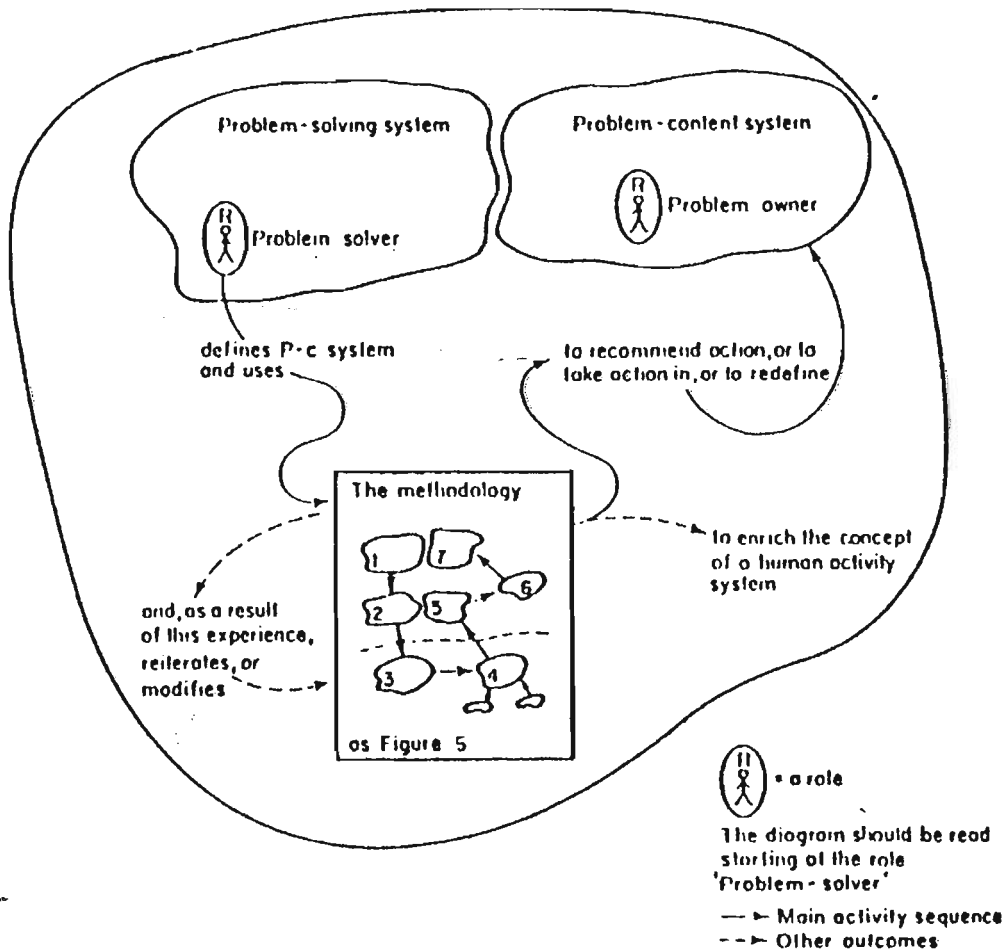 Problem-solving system
Problem-content system
R
Problem solver
R
Problem owner
defines P-c system
and uses
to recommend action, or to
take action in, or to redefine
The methodology
1
7
6
2
5
3
4
as Figure 5
to enrich the concept
of a human activity
system
and, as a result
of this experience,
reiterates, or
modifies
R
= a role
The diagram should be read
starting at the role
'Problem-solver'
Main activity sequence
Other outcomes